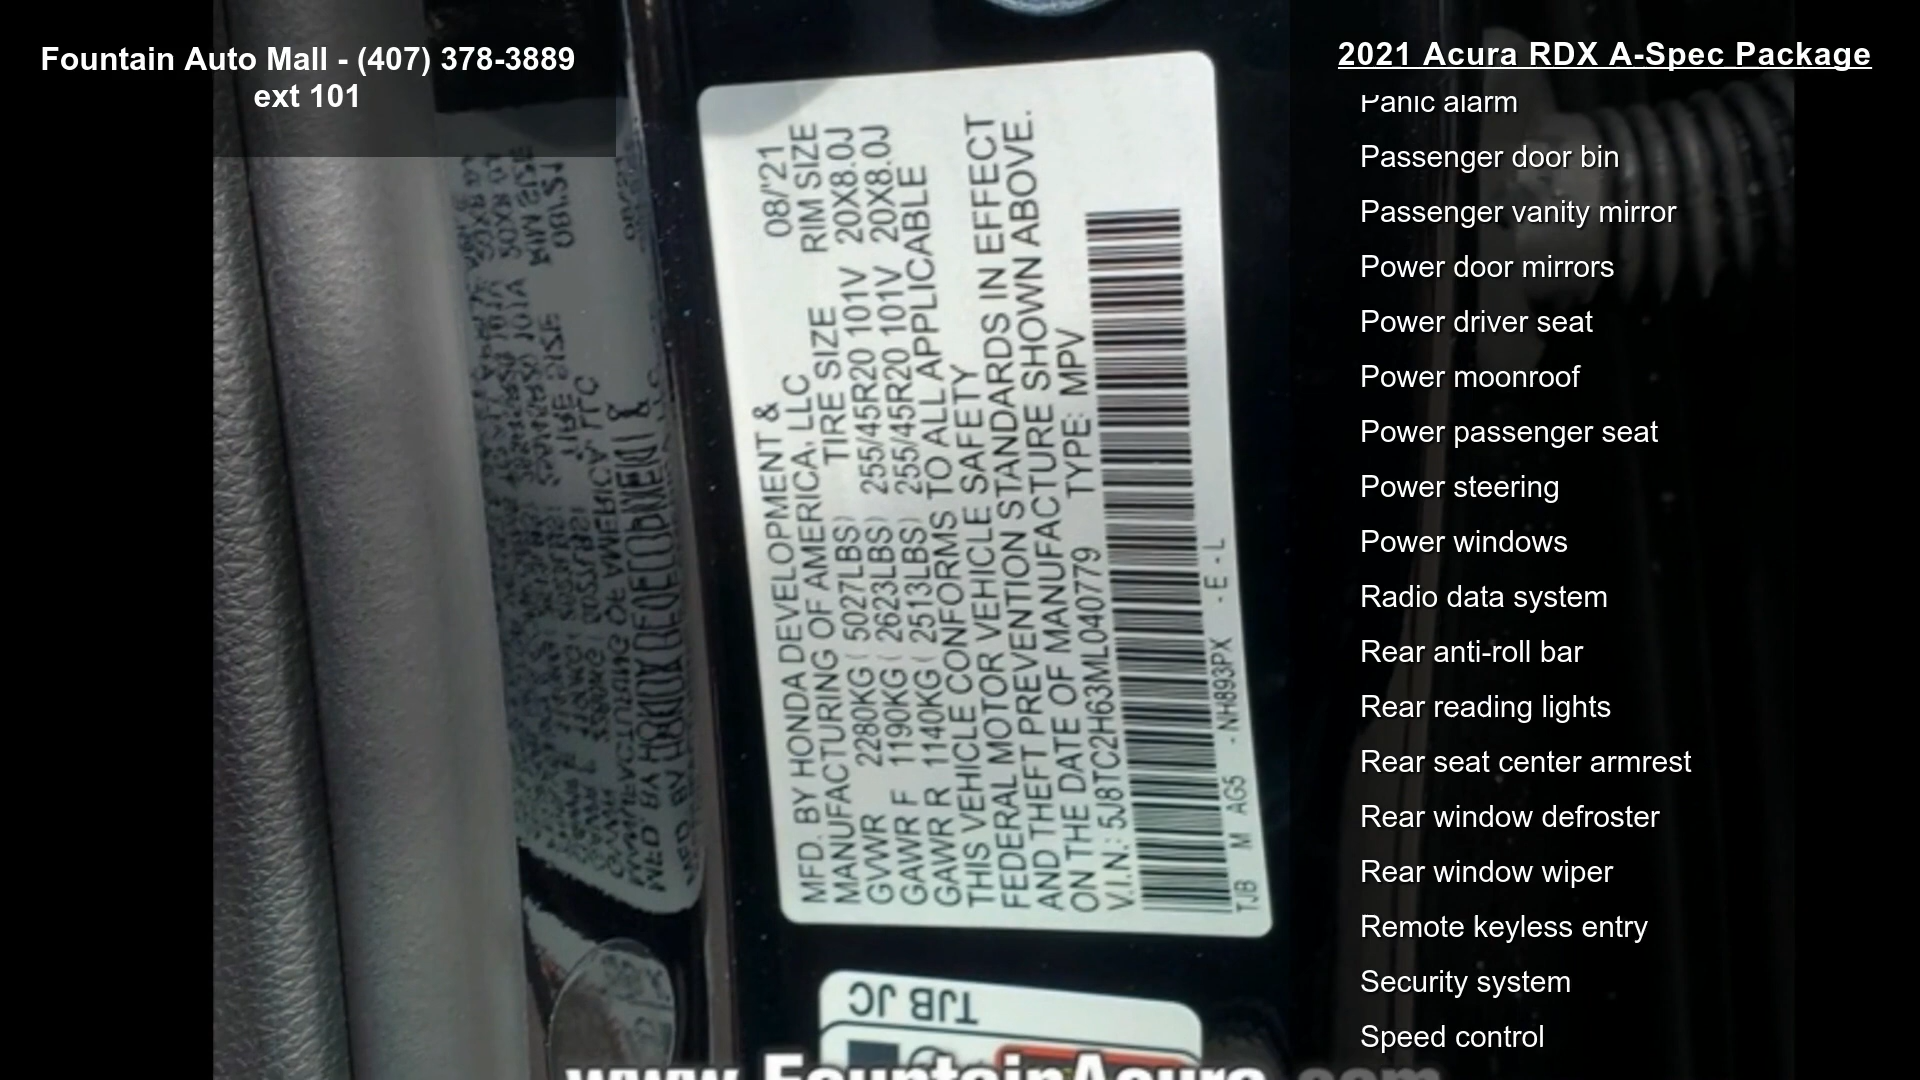 Fountain Auto Mall - (407) 378-3889
ext 101
2021 Acura RDX A-Spec Package
Panic alarm
Passenger door bin
Passenger vanity mirror
Power door mirrors
Power driver seat
Power moonroof
Power passenger seat
Power steering
Power windows
Radio data system
Rear anti-roll bar
Rear reading lights
Rear seat center armrest
Rear window defroster
Rear window wiper
Remote keyless entry
Security system
Speed control
MFD. BY HONDA DEVELOPMENT & 08/'21
MANUFACTURING OF AMERICA, LLC TIRE SIZE RIM SIZE
GVWR 2280KG ( 5027LBS) 255/45R20 101V 20X8.0J
GAWR F 1190KG ( 2623LBS) 255/45R20 101V 20X8.0J
GAWR R 1140KG ( 2513LBS)
THIS VEHICLE CONFORMS TO ALL APPLICABLE
FEDERAL MOTOR VEHICLE SAFETY
AND THEFT PREVENTION STANDARDS IN EFFECT
ON THE DATE OF MANUFACTURE SHOWN ABOVE.
V.I.N.: 5J8TC2H63ML040779 TYPE: MPV
TJB M AG5 - NH893PX - E - L
TJB JC
www.FountainAcura.com